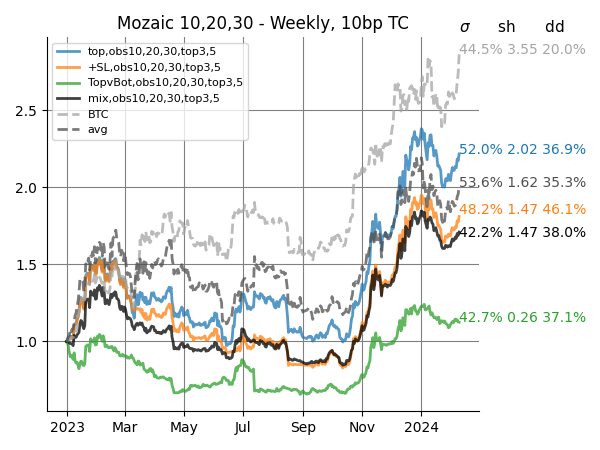 Mozaic 10,20,30 - Weekly, 10bp TC
σ sh dd
44.5% 3.55 20.0%
top,obs10,20,30,top3,5
+SL,obs10,20,30,top3,5
TopvBot,obs10,20,30,top3,5
mix,obs10,20,30,top3,5
BTC
avg
2.5
52.0% 2.02 36.9%
2.0
53.6% 1.62 35.3%
48.2% 1.47 46.1%
42.2% 1.47 38.0%
1.5
42.7% 0.26 37.1%
1.0
2023 Mar May Jul Sep Nov 2024